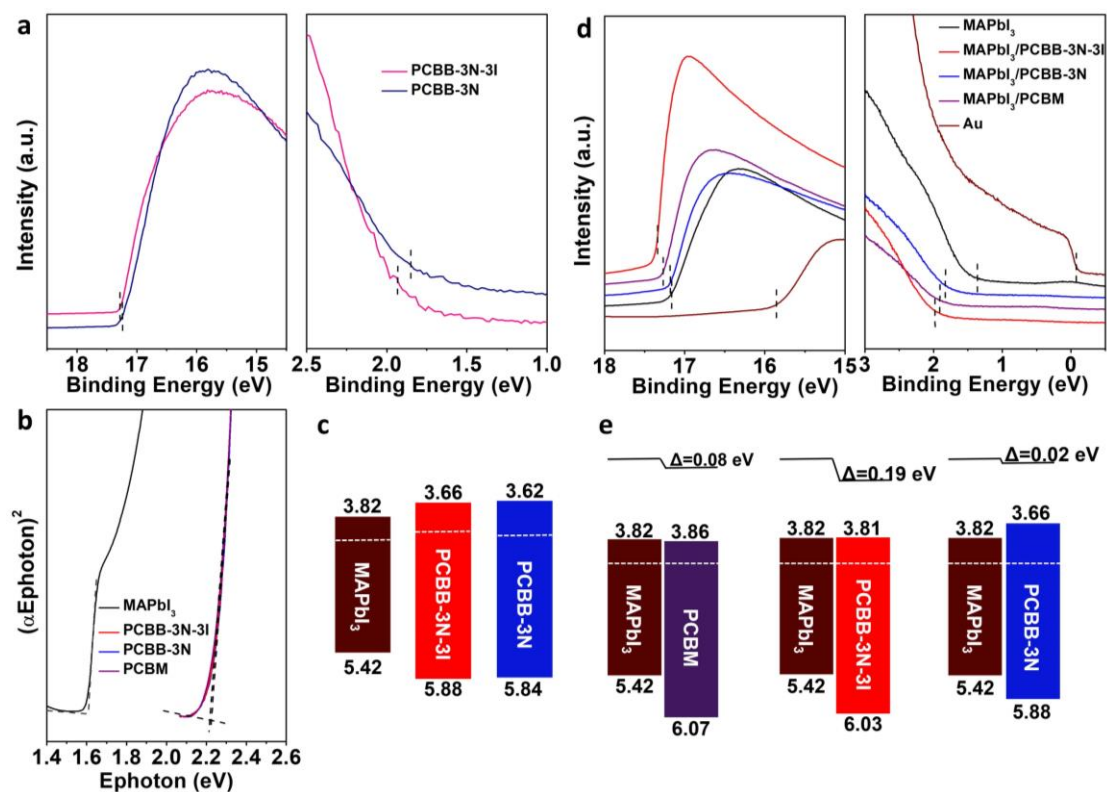 a
Intensity (a.u.)
PCBB-3N-3I
PCBB-3N
17 16 15
Binding Energy (eV)
2.5 2.0 1.5 1.0
Binding Energy (eV)
d
Intensity (a.u.)
MAPbI₃
MAPbI₃/PCBB-3N-3I
MAPbI₃/PCBB-3N
MAPbI₃/PCBM
Au
18 17 16 15
Binding Energy (eV)
3 2 1 0
Binding Energy (eV)
b
(αEphoton)²
MAPbI₃
PCBB-3N-3I
PCBB-3N
PCBM
1.4 1.6 1.8 2.0 2.2 2.4 2.6
Ephoton (eV)
c
3.82 3.66 3.62
MAPbI₃
PCBB-3N-3I
PCBB-3N
5.42 5.88 5.84
e
Δ=0.08 eV
3.82 3.86
MAPbI₃
PCBM
5.42 6.07
Δ=0.19 eV
3.82 3.81
MAPbI₃
PCBB-3N-3I
5.42 6.03
Δ=0.02 eV
3.82 3.66
MAPbI₃
PCBB-3N
5.42 5.88